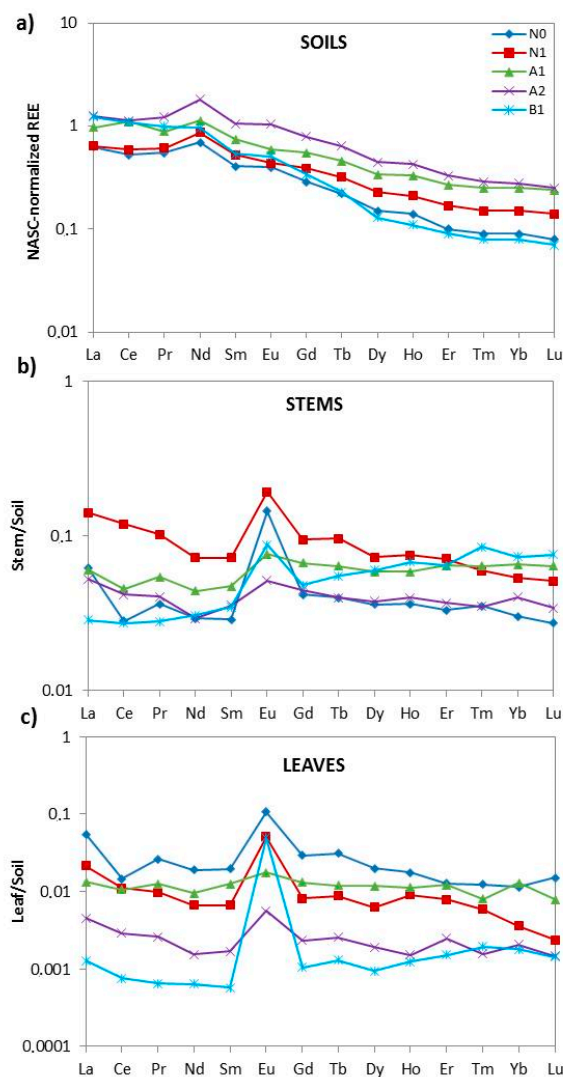 a)
SOILS
NASC-normalized REE
10
1
0.1
0.01
N0
N1
A1
A2
B1
La Ce Pr Nd Sm Eu Gd Tb Dy Ho Er Tm Yb Lu
b)
STEMS
Stem/Soil
1
0.1
0.01
La Ce Pr Nd Sm Eu Gd Tb Dy Ho Er Tm Yb Lu
c)
LEAVES
Leaf/Soil
1
0.1
0.01
0.001
0.0001
La Ce Pr Nd Sm Eu Gd Tb Dy Ho Er Tm Yb Lu